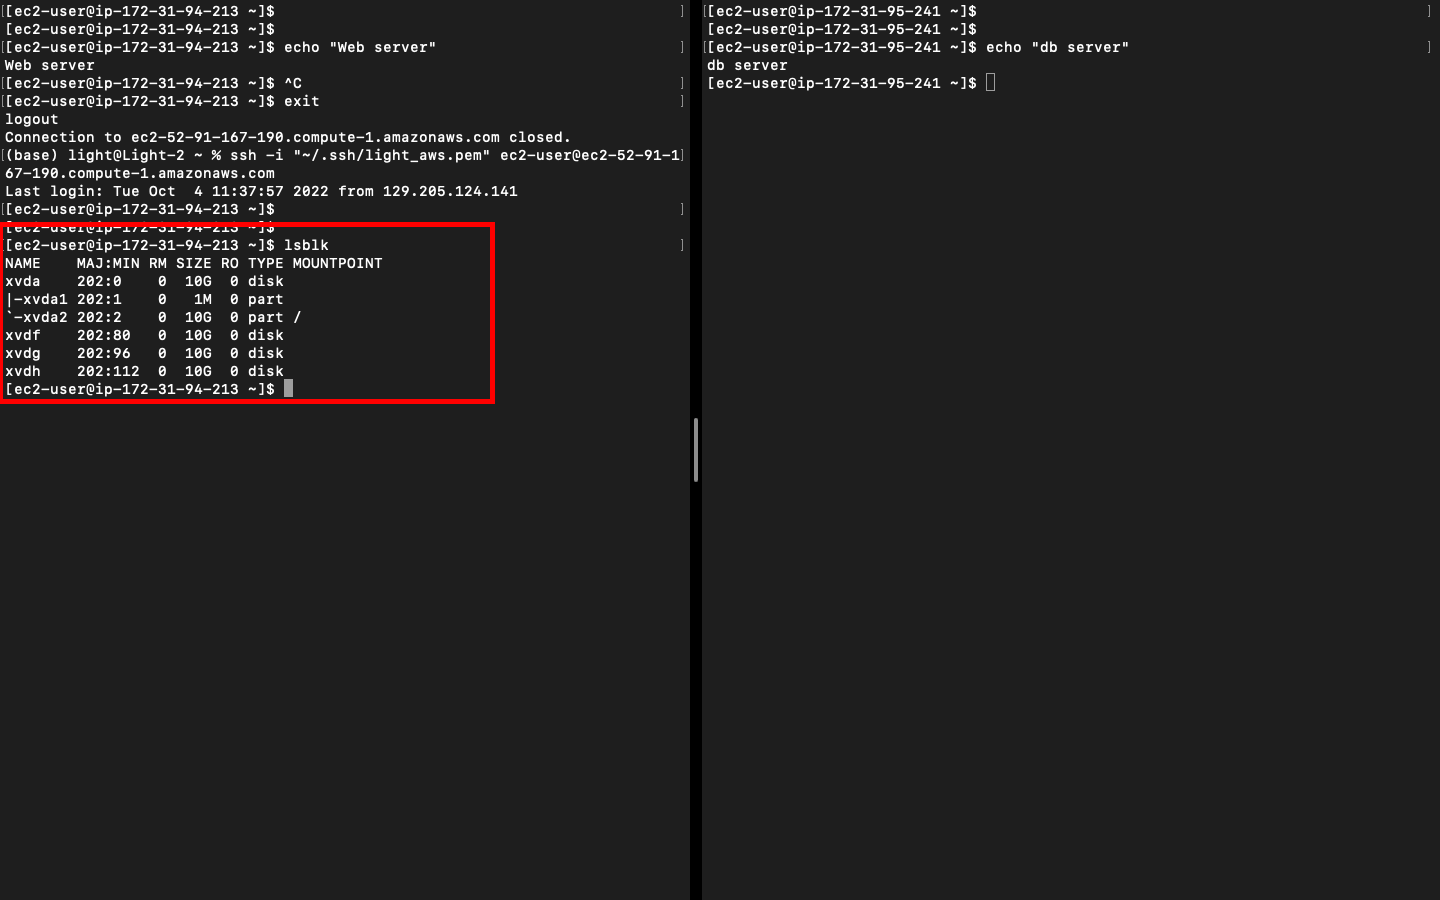 [ec2-user@ip-172-31-94-213 ~]$
[ec2-user@ip-172-31-94-213 ~]$
[ec2-user@ip-172-31-94-213 ~]$ echo "Web server"
Web server
[ec2-user@ip-172-31-94-213 ~]$ ^C
[ec2-user@ip-172-31-94-213 ~]$ exit
logout
Connection to ec2-52-91-167-190.compute-1.amazonaws.com closed.
(base) light@Light-2 ~ % ssh -i "~/.ssh/light_aws.pem" ec2-user@ec2-52-91-1
67-190.compute-1.amazonaws.com
Last login: Tue Oct  4 11:37:57 2022 from 129.205.124.141
[ec2-user@ip-172-31-94-213 ~]$
[ec2-user@ip-172-31-94-213 ~]$
[ec2-user@ip-172-31-94-213 ~]$ lsblk
NAME    MAJ:MIN RM SIZE RO TYPE MOUNTPOINT
xvda    202:0    0  10G  0 disk
|-xvda1 202:1    0   1M  0 part
`-xvda2 202:2    0  10G  0 part /
xvdf    202:80   0  10G  0 disk
xvdg    202:96   0  10G  0 disk
xvdh    202:112  0  10G  0 disk
[ec2-user@ip-172-31-94-213 ~]$
[ec2-user@ip-172-31-95-241 ~]$
[ec2-user@ip-172-31-95-241 ~]$
[ec2-user@ip-172-31-95-241 ~]$ echo "db server"
db server
[ec2-user@ip-172-31-95-241 ~]$